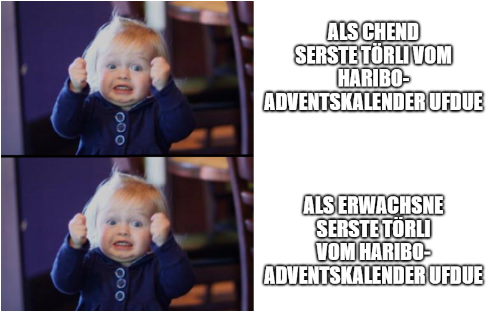 ALS CHEND
SERSTE TÖRLI VOM
HARIBO-
ADVENTSKALENDER UFDUE
ALS ERWACHSNE
SERSTE TÖRLI
VOM HARIBO-
ADVENTSKALENDER UFDUE